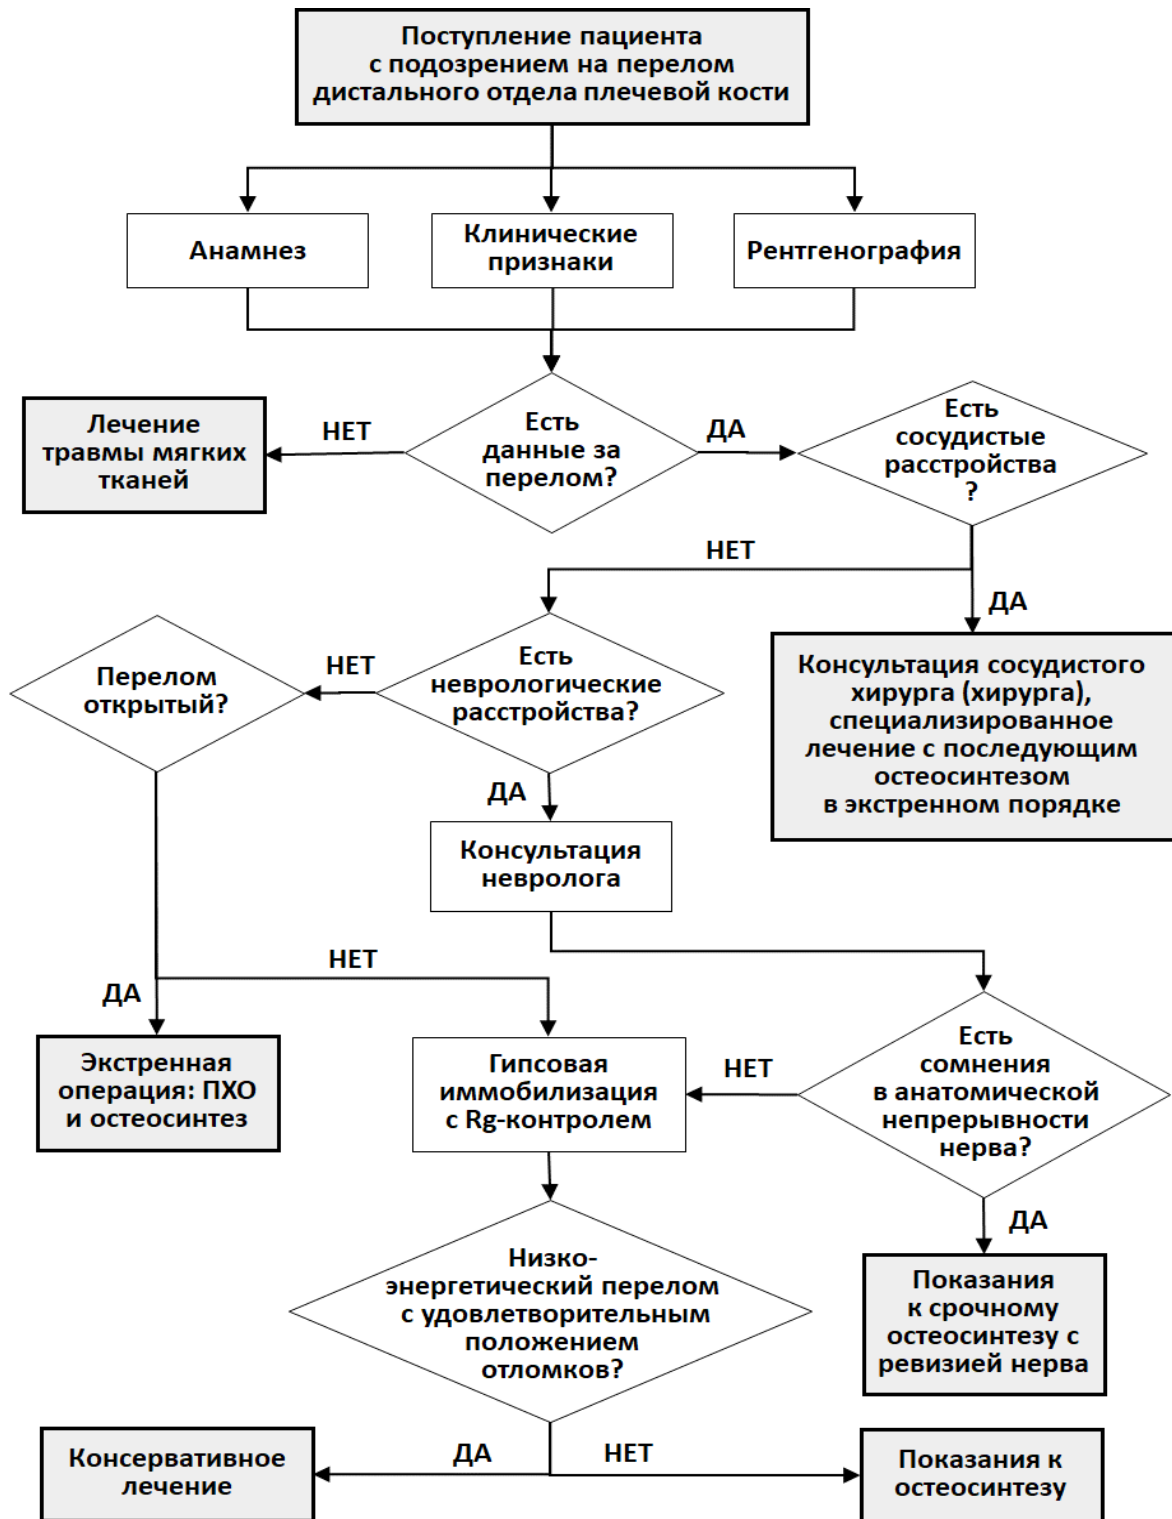 Поступление пациента
с подозрением на перелом
дистального отдела плечевой кости
Анамнез
Клинические
признаки
Рентгенография
Есть
данные за
перелом?
НЕТ
ДА
Лечение
травмы мягких
тканей
Есть
сосудистые
расстройства
?
НЕТ
ДА
Перелом
открытый?
НЕТ
Есть
неврологические
расстройства?
ДА
Консультация сосудистого
хирурга (хирурга),
специализированное
лечение с последующим
остеосинтезом
в экстренном порядке
Консультация
невролога
НЕТ
ДА
Экстренная
операция: ПХО
и остеосинтез
Гипсовая
иммобилизация
с Rg-контролем
НЕТ
Есть
сомнения
в анатомической
непрерывности
нерва?
ДА
Низко-
энергетический перелом
с удовлетворительным
положением
отломков?
Показания
к срочному
остеосинтезу с
ревизией нерва
Консервативное
лечение
ДА
НЕТ
Показания к
остеосинтезу